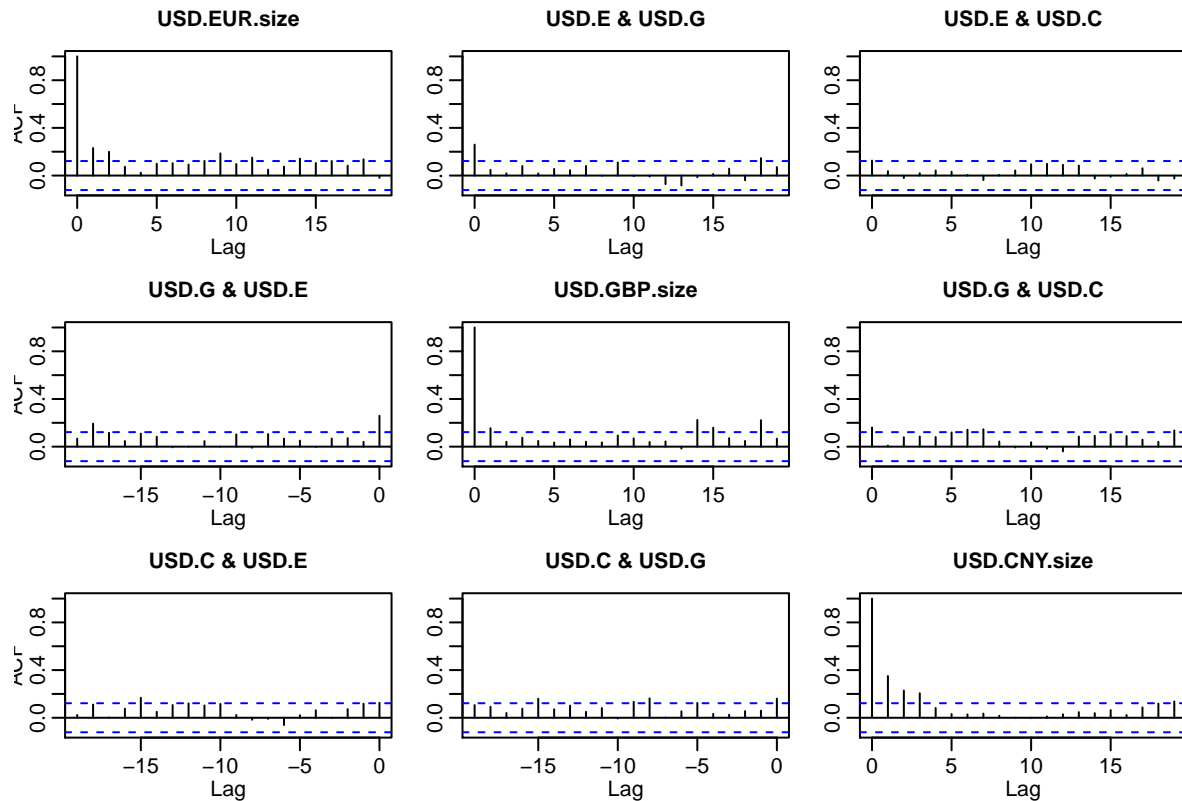 USD.EUR.size
ACF
0.0 0.4 0.8
0 5 10 15
Lag
USD.E & USD.G
0.0 0.4 0.8
0 5 10 15
Lag
USD.E & USD.C
0.0 0.4 0.8
0 5 10 15
Lag
USD.G & USD.E
ACF
0.0 0.4 0.8
−15 −10 −5 0
Lag
USD.GBP.size
0.0 0.4 0.8
0 5 10 15
Lag
USD.G & USD.C
0.0 0.4 0.8
0 5 10 15
Lag
USD.C & USD.E
ACF
0.0 0.4 0.8
−15 −10 −5 0
Lag
USD.C & USD.G
0.0 0.4 0.8
−15 −10 −5 0
Lag
USD.CNY.size
0.0 0.4 0.8
0 5 10 15
Lag